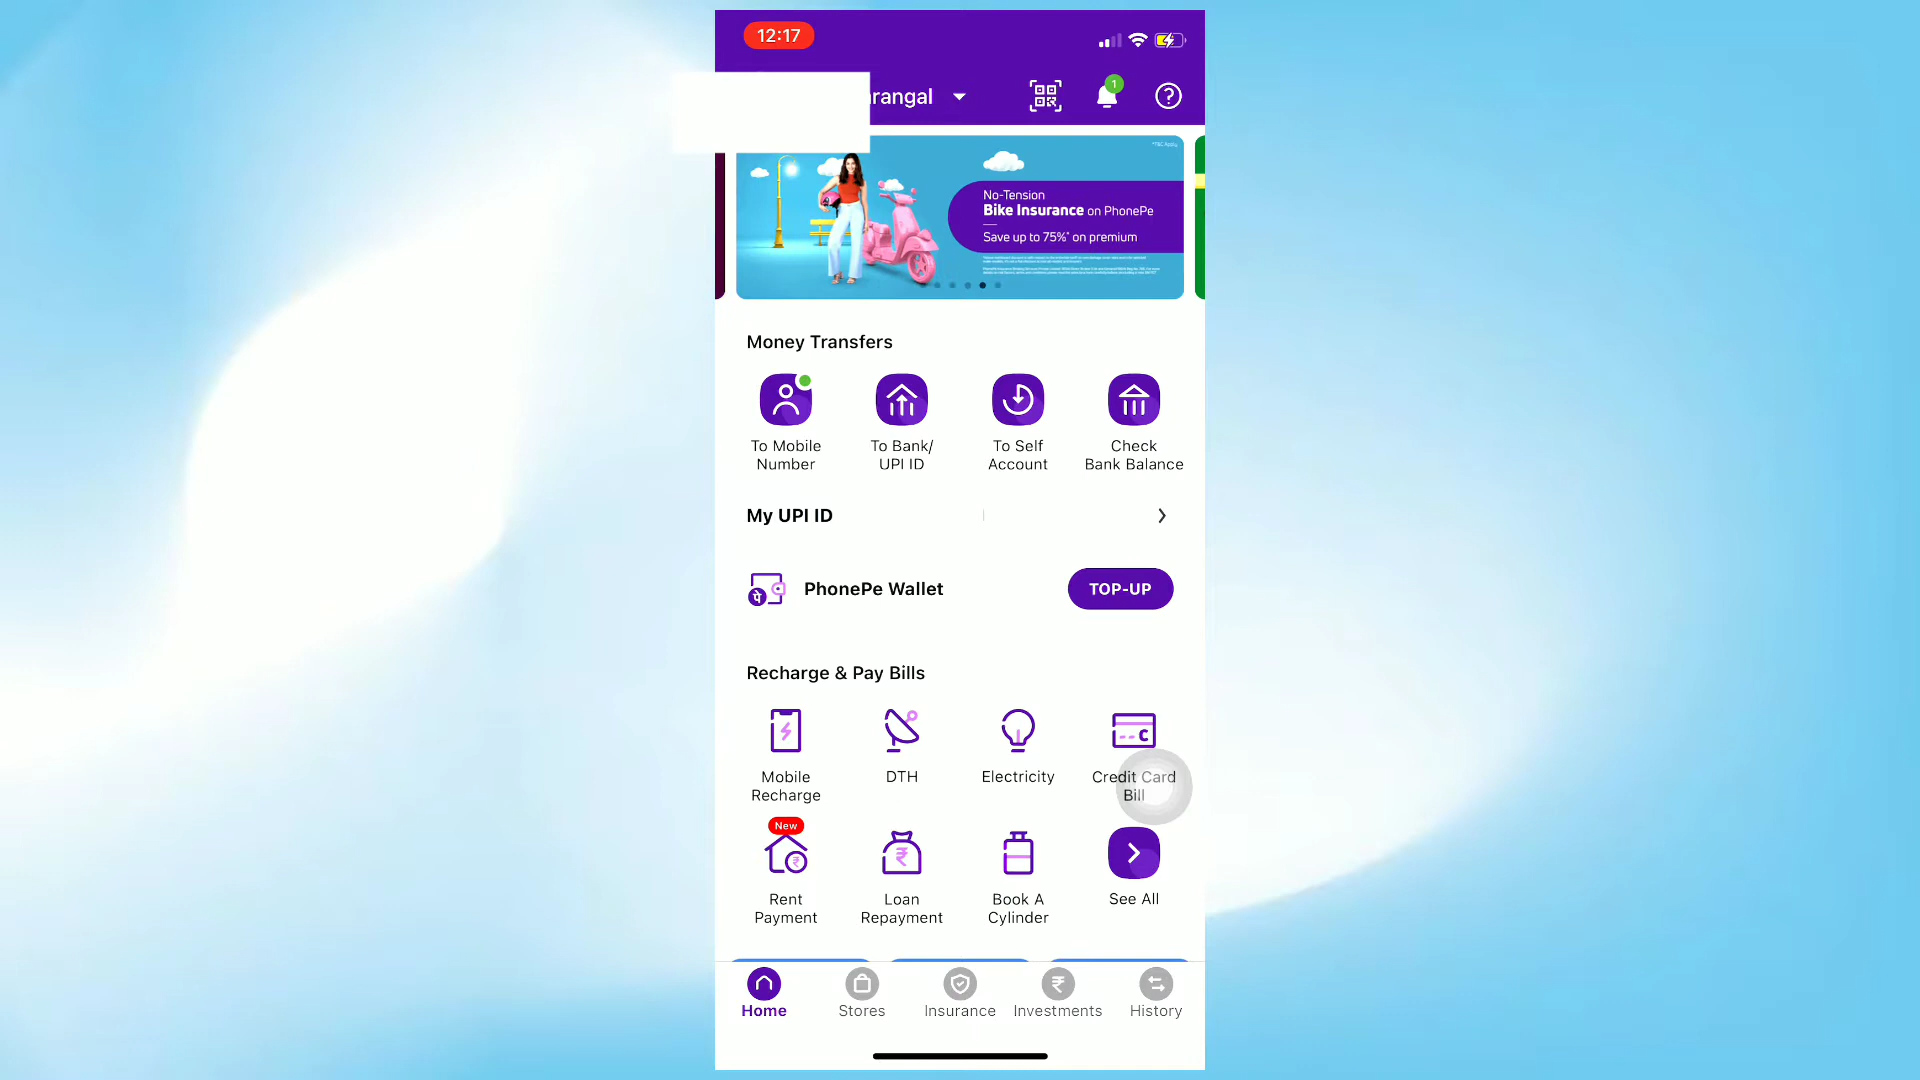 12:17
rangal
1
*T&C Apply
No-Tension
Bike Insurance on PhonePe
Save up to 75%* on premium
Money Transfers
To Mobile Number
To Bank/ UPI ID
To Self Account
Check Bank Balance
My UPI ID
पे
PhonePe Wallet
TOP-UP
Recharge & Pay Bills
Mobile Recharge
DTH
Electricity
C
Credit Card Bill
New
₹
Rent Payment
₹
Loan Repayment
Book A Cylinder
See All
Home
Stores
Insurance
₹
Investments
History